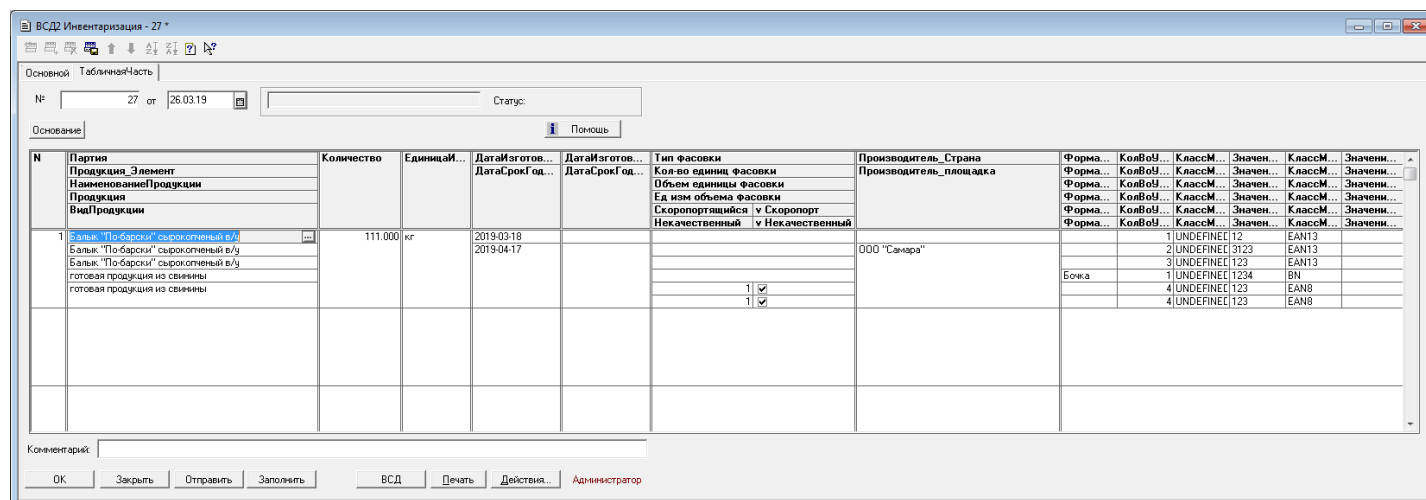 ВСД2 Инвентаризация - 27 *
Основной ТабличнаяЧасть
№ 27 от 26.03.19 Статус:
Основание Помощь
N Партия Количество ЕдиницаИ... ДатаИзготов... ДатаИзготов... Тип фасовки Производитель_Страна Форма... КолВоУ... КлассМ... Значен... КлассМ... Значени...
Продукция_Элемент ДатаСрокГод... ДатаСрокГод... Кол-во единиц фасовки Производитель_площадка Форма... КолВоУ... КлассМ... Значен... КлассМ... Значени...
НаименованиеПродукции Объем единицы фасовки Форма... КолВоУ... КлассМ... Значен... КлассМ... Значени...
Продукция Ед изм объема фасовки Форма... КолВоУ... КлассМ... Значен... КлассМ... Значени...
ВидПродукции Скоропортящийся v Скоропорт Форма... КолВоУ... КлассМ... Значен... КлассМ... Значени...
Некачественный v Некачественный Форма... КолВоУ... КлассМ... Значен... КлассМ... Значени...
1 Балык "По-барски" сырокопченый в/у ... 111.000 кг 2019-03-18 1 UNDEFINED 12 EAN13
Балык "По-барски" сырокопченый в/у 2019-04-17 ООО "Самара" 2 UNDEFINED 3123 EAN13
Балык "По-барски" сырокопченый в/у 3 UNDEFINED 123 EAN13
готовая продукция из свинины Бочка 1 UNDEFINED 1234 BN
готовая продукция из свинины 1 4 UNDEFINED 123 EAN8
1 4 UNDEFINED 123 EAN8
Комментарий:
OK Закрыть Отправить Заполнить ВСД Печать Действия... Администратор